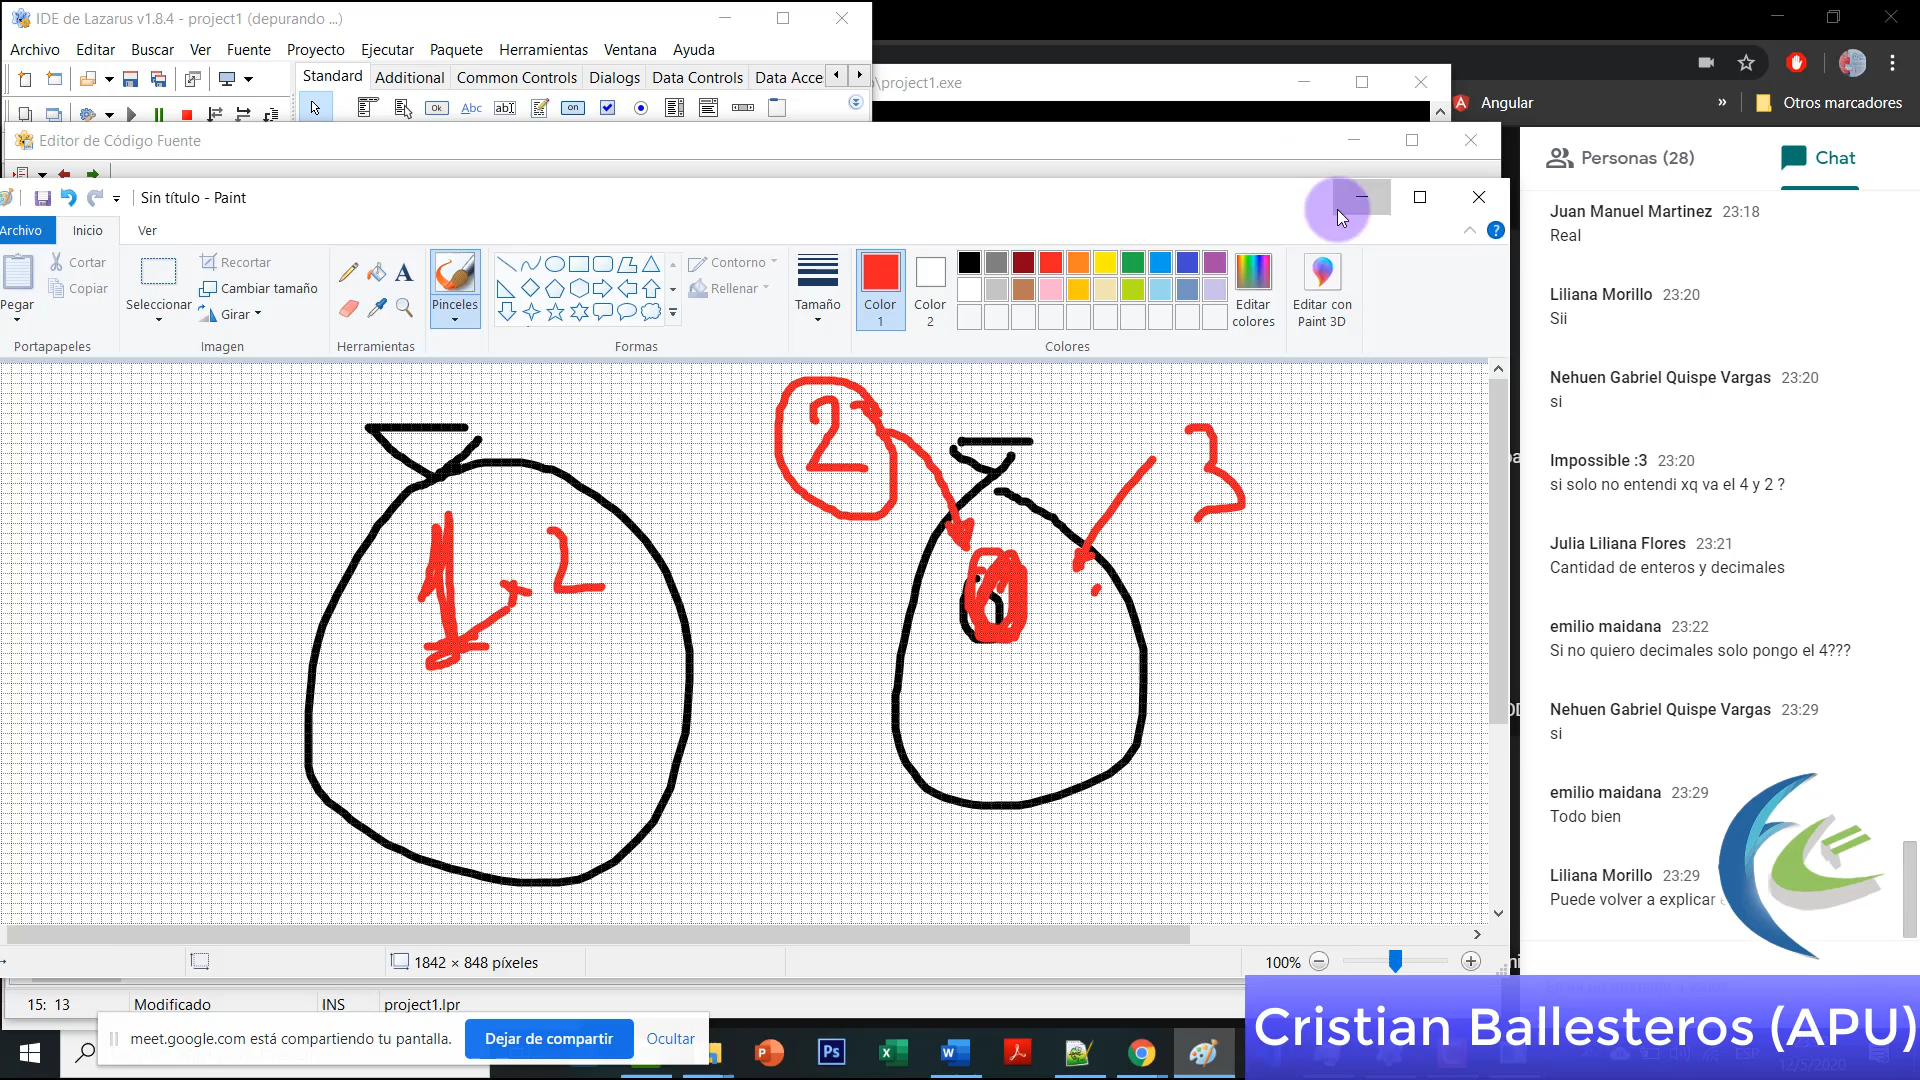 IDE de Lazarus v1.8.4 - project1 (depurando ...)
Archivo Editar Buscar Ver Fuente Proyecto Ejecutar Paquete Herramientas Ventana Ayuda
Standard Additional Common Controls Dialogs Data Controls Data Acce
\project1.exe
Ok Abc ab on
Angular » Otros marcadores
Editor de Código Fuente
Sin título - Paint
Archivo Inicio Ver
Pegar
Cortar
Copiar
Portapapeles
Seleccionar
Recortar
Cambiar tamaño
Girar
Imagen
A
Herramientas
Pinceles
Contorno
Rellenar
Formas
Tamaño
Color 1
Color 2
Editar colores
Editar con Paint 3D
Colores
2
3
1
2
Personas (28)
Chat
Juan Manuel Martinez 23:18
Real
Liliana Morillo 23:20
Sii
Nehuen Gabriel Quispe Vargas 23:20
si
Impossible :3 23:20
si solo no entendi xq va el 4 y 2 ?
Julia Liliana Flores 23:21
Cantidad de enteros y decimales
emilio maidana 23:22
Si no quiero decimales solo pongo el 4???
Nehuen Gabriel Quispe Vargas 23:29
si
emilio maidana 23:29
Todo bien
Liliana Morillo 23:29
Puede volver a explicar
1842 × 848 píxeles
100%
15: 13 Modificado INS project1.lpr
meet.google.com está compartiendo tu pantalla.
Dejar de compartir
Ocultar
Ps
Cristian Ballesteros (APU)
12/5/2020